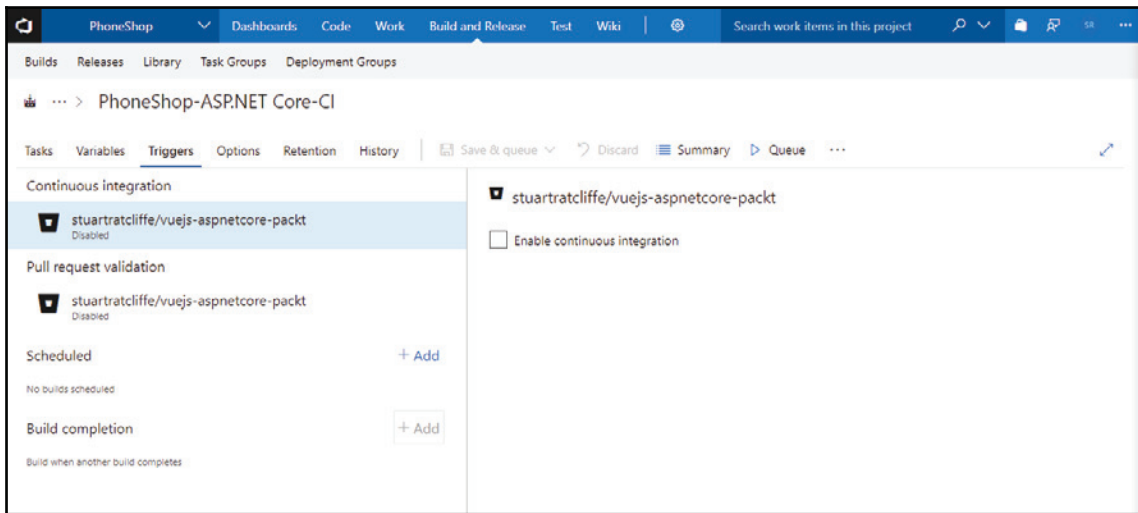 PhoneShop Dashboards Code Work Build and Release Test Wiki Search work items in this project SR ...
Builds Releases Library Task Groups Deployment Groups
... > PhoneShop-ASP.NET Core-CI
Tasks Variables Triggers Options Retention History Save & queue Discard Summary Queue ...
Continuous integration
stuartratcliffe/vuejs-aspnetcore-packt
Disabled
Pull request validation
stuartratcliffe/vuejs-aspnetcore-packt
Disabled
Scheduled + Add
No builds scheduled
Build completion + Add
Build when another build completes
stuartratcliffe/vuejs-aspnetcore-packt
Enable continuous integration